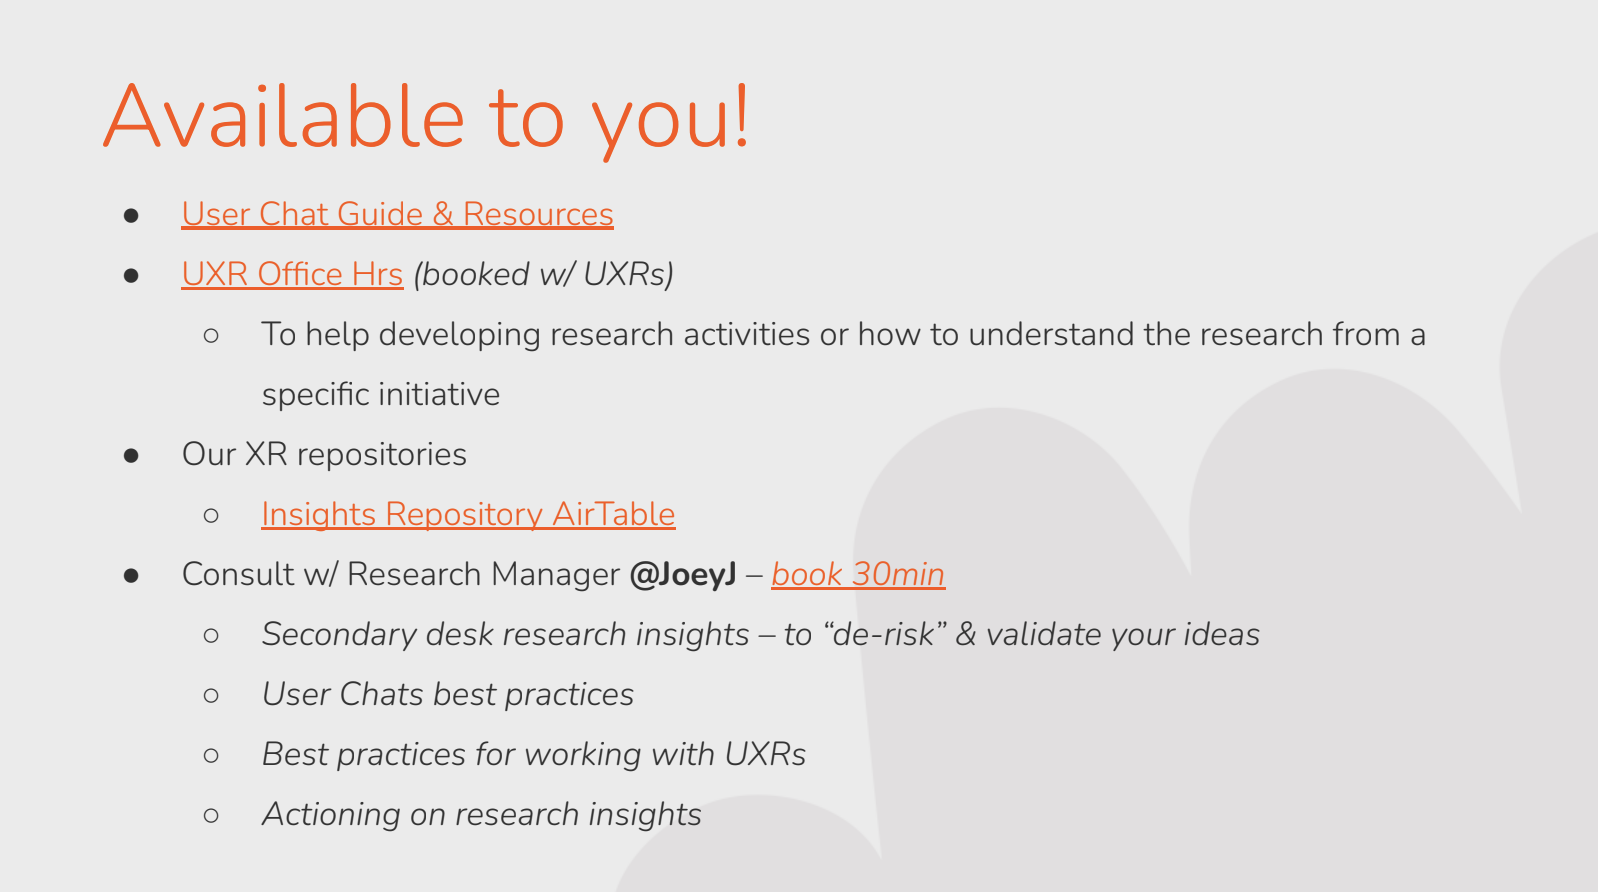 Available to you!
● User Chat Guide & Resources
● UXR Office Hrs (booked w/ UXRs)
○ To help developing research activities or how to understand the research from a
specific initiative
● Our XR repositories
○ Insights Repository AirTable
● Consult w/ Research Manager @JoeyJ – book 30min
○ Secondary desk research insights – to “de-risk” & validate your ideas
○ User Chats best practices
○ Best practices for working with UXRs
○ Actioning on research insights